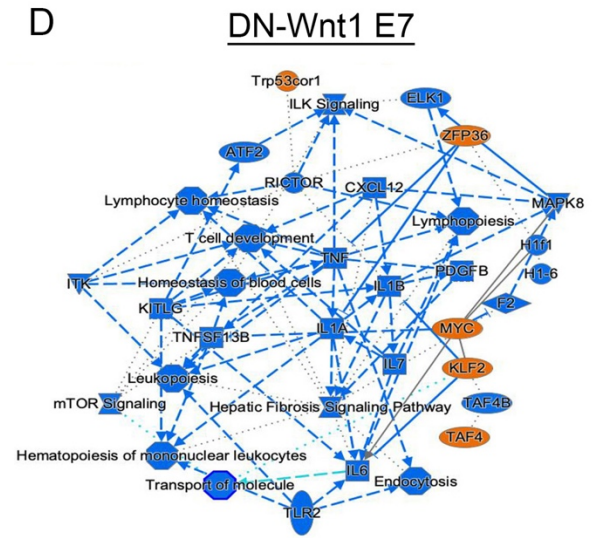 D
DN-Wnt1 E7
Trp53cor1
ILK Signaling
ELK1
ZFP36
ATF2
RICTOR
CXCL12
Lymphocyte homeostasis
MAPK8
Lymphopoiesis
T cell development
H1f1
TNF
ITK
Homeostasis of blood cells
IL1B
PDGFB
H1-6
KITLG
F2
TNFSF13B
IL1A
MYC
IL7
KLF2
Leukopoiesis
mTOR Signaling
Hepatic Fibrosis Signaling Pathway
TAF4B
TAF4
Hematopoiesis of mononuclear leukocytes
IL6
Transport of molecule
Endocytosis
TLR2